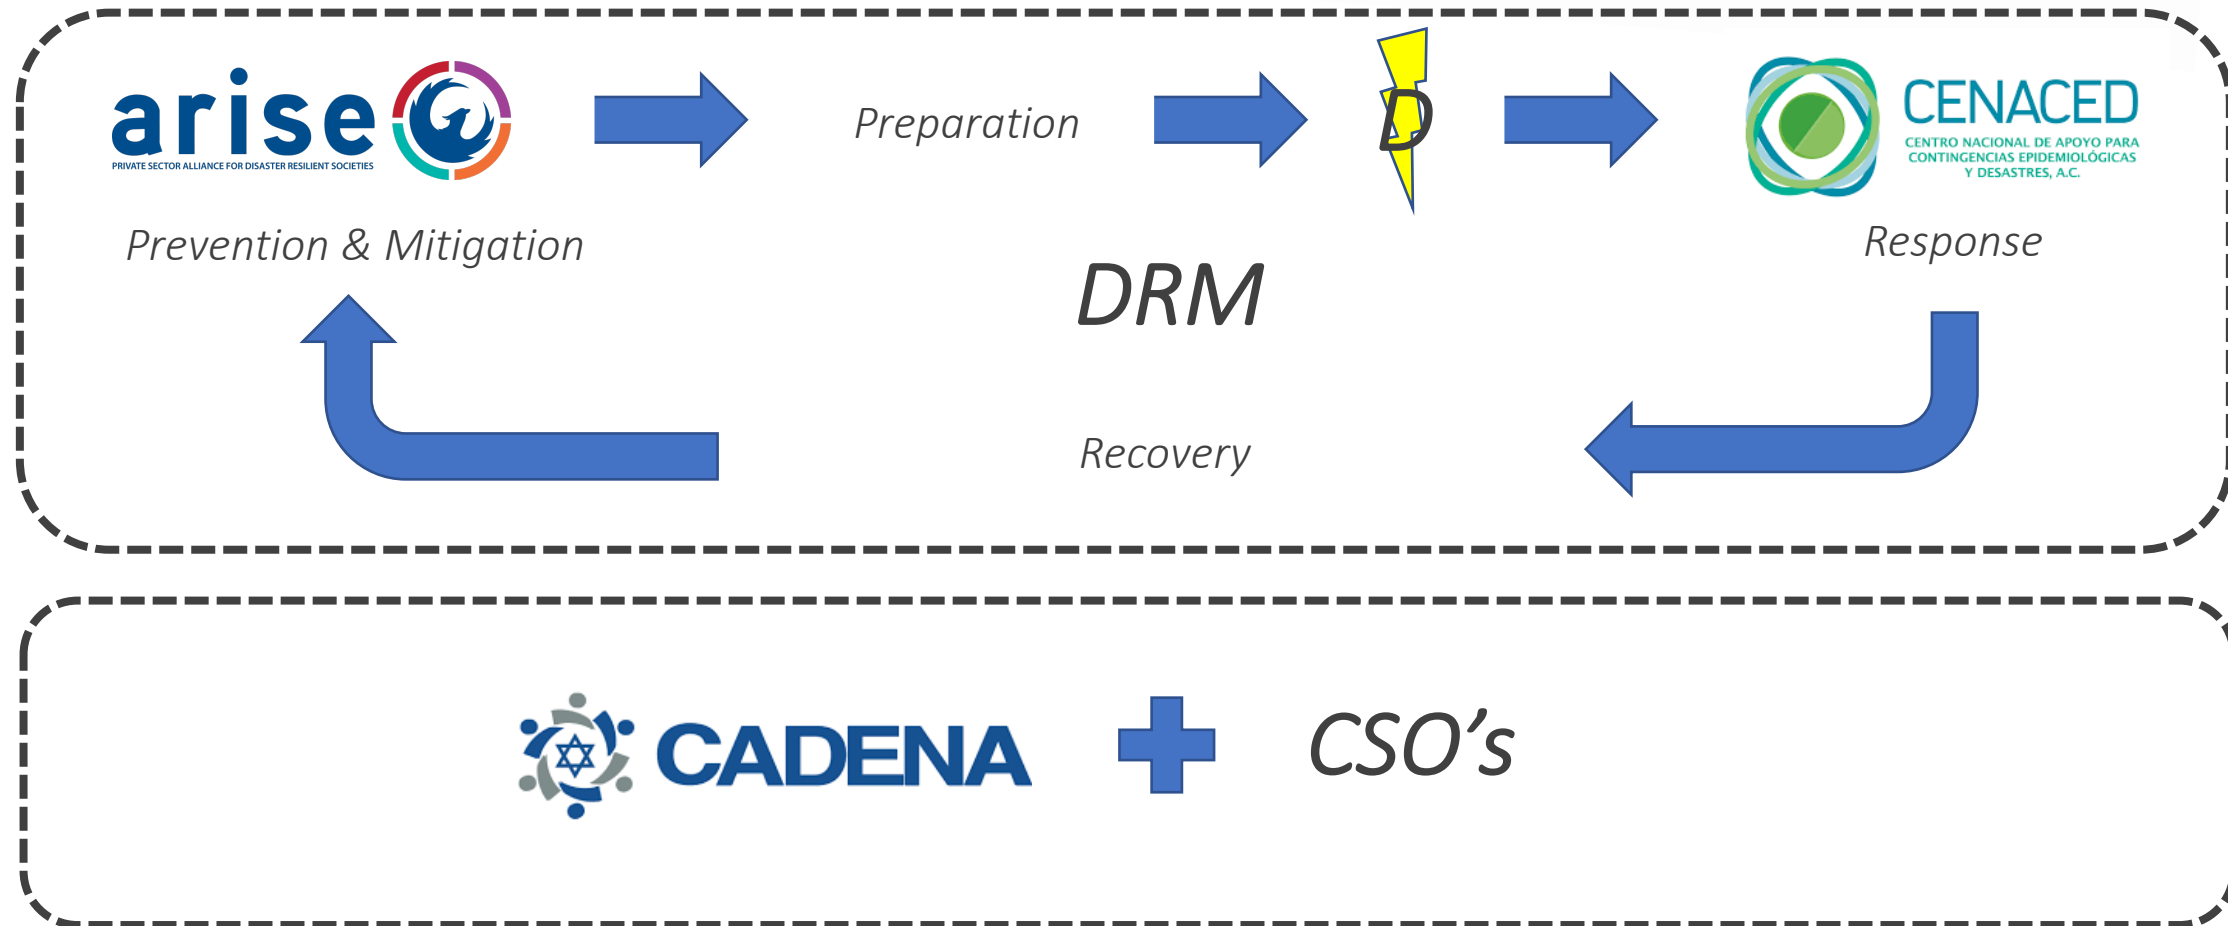 arise
PRIVATE SECTOR ALLIANCE FOR DISASTER RESILIENT SOCIETIES
Prevention & Mitigation
Preparation
D
CENACED
CENTRO NACIONAL DE APOYO PARA
CONTINGENCIAS EPIDEMIOLÓGICAS
Y DESASTRES, A.C.
Response
DRM
Recovery
CADENA
CSO’s